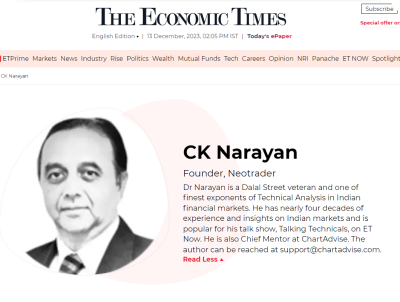 THE ECONOMIC TIMES
English Edition ▾ | 13 December, 2023, 02:05 PM IST | Today's ePaper
Subscribe
Special offer on
ETPrime Markets News Industry Rise Politics Wealth Mutual Funds Tech Careers Opinion NRI Panache ET NOW Spotlight
CK Narayan
CK Narayan
Founder, Neotrader
Dr Narayan is a Dalal Street veteran and one of
finest exponents of Technical Analysis in Indian
financial markets. He has nearly four decades of
experience and insights on Indian markets and is
popular for his talk show, Talking Technicals, on ET
Now. He is also Chief Mentor at ChartAdvise. The
author can be reached at support@chartadvise.com.
Read Less ▲